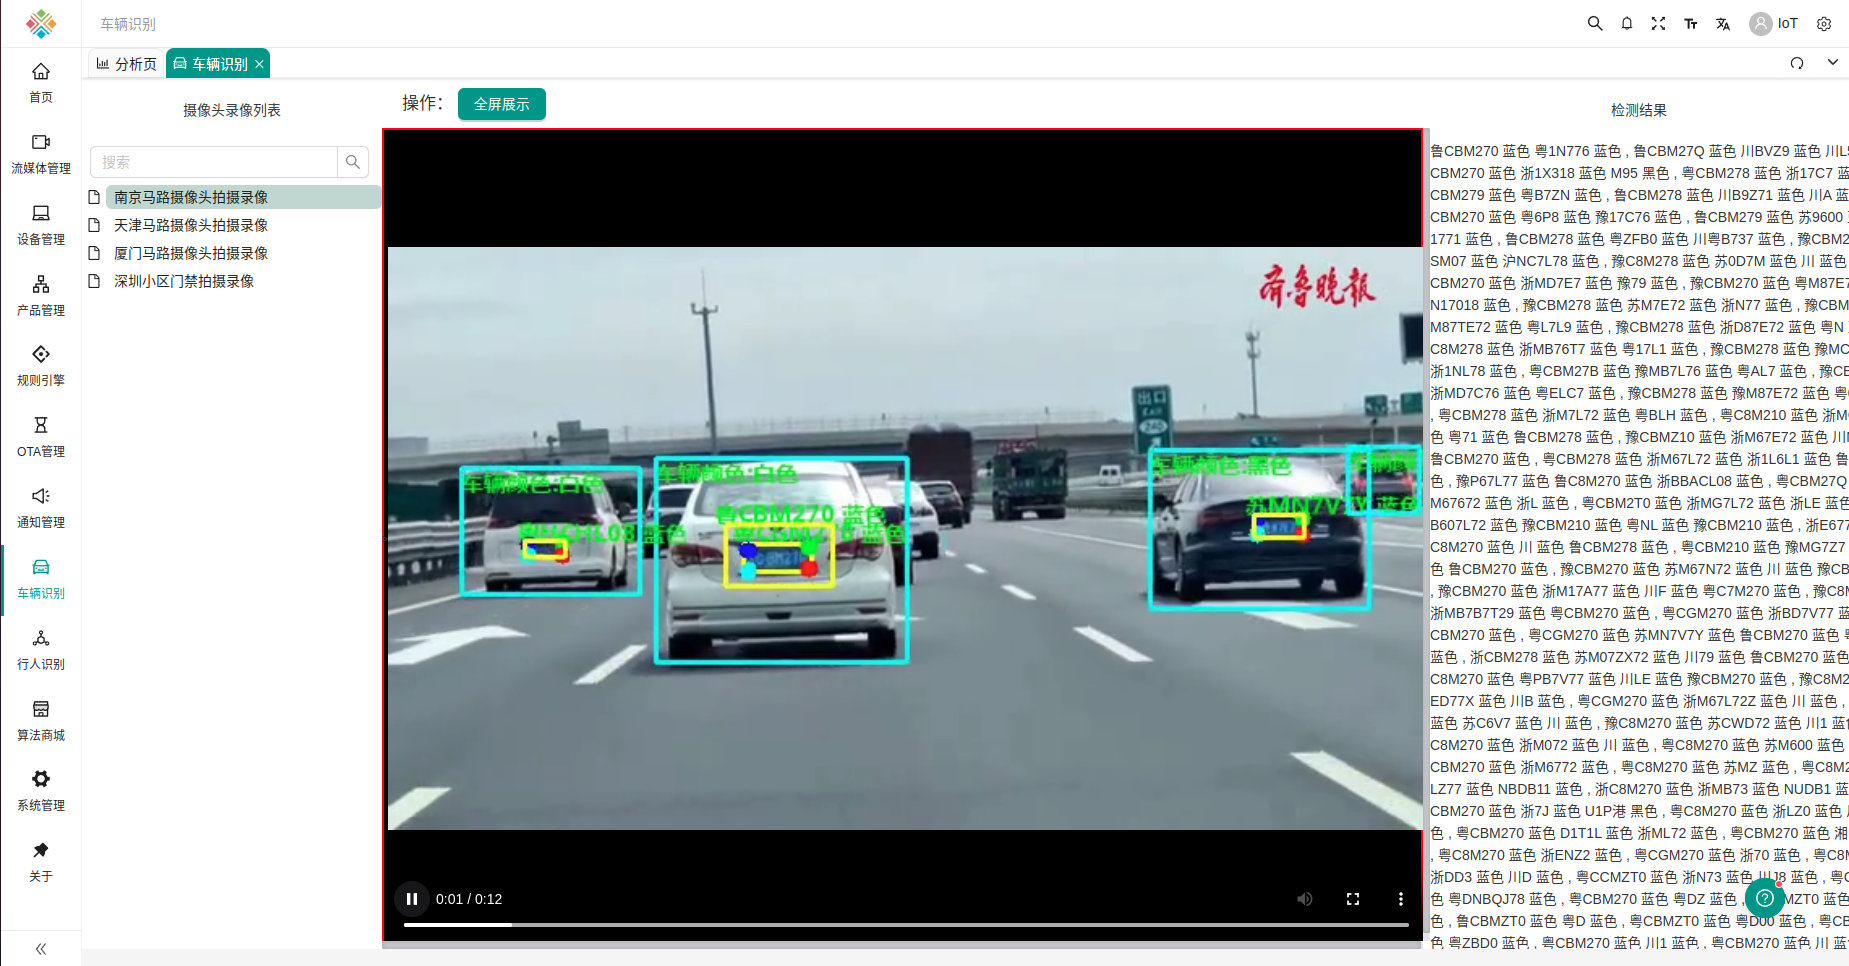 车辆识别
IoT
分析页
车辆识别
首页
流媒体管理
设备管理
产品管理
规则引擎
OTA管理
通知管理
车辆识别
行人识别
算法商城
系统管理
关于
摄像头录像列表
搜索
南京马路摄像头拍摄录像
天津马路摄像头拍摄录像
厦门马路摄像头拍摄录像
深圳小区门禁拍摄录像
操作：
全屏展示
齐鲁晚报
出口
EXIT
240
车辆颜色:白色
车辆颜色:白色
鲁CBM270 蓝色
车辆颜色:黑色
苏MN7V7Y 蓝色
0:01 / 0:12
检测结果
鲁CBM270 蓝色 粤1N776 蓝色 , 鲁CBM27Q 蓝色 川BVZ9 蓝色
CBM270 蓝色 浙1X318 蓝色 M95 黑色 , 粤CBM278 蓝色 浙17C7
CBM279 蓝色 粤B7ZN 蓝色 , 鲁CBM278 蓝色 川B9Z71 蓝色 川A
CBM270 蓝色 粤6P8 蓝色 豫17C76 蓝色 , 鲁CBM279 蓝色 苏9600
1771 蓝色 , 鲁CBM278 蓝色 粤ZFB0 蓝色 川粤B737 蓝色 ,
SM07 蓝色 沪NC7L78 蓝色 , 豫C8M278 蓝色 苏0D7M 蓝色 川 蓝色
CBM270 蓝色 浙MD7E7 蓝色 豫79 蓝色 , 豫CBM270 蓝色
N17018 蓝色 , 豫CBM278 蓝色 苏M7E72 蓝色 浙N77 蓝色 ,
M87TE72 蓝色 粤L7L9 蓝色 , 豫CBM278 蓝色 浙D87E72 蓝色 粤N
C8M278 蓝色 浙MB76T7 蓝色 粤17L1 蓝色 , 豫CBM278 蓝色
浙1NL78 蓝色 , 粤CBM27B 蓝色 豫MB7L76 蓝色 粤AL7 蓝色 ,
浙MD7C76 蓝色 粤ELC7 蓝色 , 豫CBM278 蓝色 豫M87E72 蓝色
, 粤CBM278 蓝色 浙M7L72 蓝色 粤BLH 蓝色 , 粤C8M210 蓝色
色 粤71 蓝色 鲁CBM278 蓝色 , 豫CBMZ10 蓝色 浙M67E72 蓝色
鲁CBM270 蓝色 , 粤CBM278 蓝色 浙M67L72 蓝色 浙1L6L1 蓝色 鲁
色 , 豫P67L77 蓝色 鲁C8M270 蓝色 浙BBACL08 蓝色 , 粤CBM27Q
M67672 蓝色 浙L 蓝色 , 粤CBM2T0 蓝色 浙MG7L72 蓝色 浙LE 蓝色
B607L72 蓝色 豫CBM210 蓝色 粤NL 蓝色 豫CBM210 蓝色 ,
C8M270 蓝色 川 蓝色 鲁CBM278 蓝色 , 粤CBM210 蓝色 豫MG7Z7
色 鲁CBM270 蓝色 , 豫CBM270 蓝色 苏M67N72 蓝色 川 蓝色
, 豫CBM270 蓝色 浙M17A77 蓝色 川F 蓝色 粤C7M270 蓝色 ,
浙MB7B7T29 蓝色 粤CBM270 蓝色 , 粤CGM270 蓝色 浙BD7V77
CBM270 蓝色 , 粤CGM270 蓝色 苏MN7V7Y 蓝色 鲁CBM270 蓝色
蓝色 , 浙CBM278 蓝色 苏M07ZX72 蓝色 川79 蓝色 鲁CBM270 蓝色
C8M270 蓝色 粤PB7V77 蓝色 川LE 蓝色 豫CBM270 蓝色 ,
ED77X 蓝色 川B 蓝色 , 粤CGM270 蓝色 浙M67L72Z 蓝色 川 蓝色 ,
蓝色 苏C6V7 蓝色 川 蓝色 , 豫C8M270 蓝色 苏CWD72 蓝色 川1
C8M270 蓝色 浙M072 蓝色 川 蓝色 , 粤C8M270 蓝色 苏M600 蓝色
CBM270 蓝色 浙M6772 蓝色 , 粤C8M270 蓝色 苏MZ 蓝色 ,
LZ77 蓝色 NBDB11 蓝色 , 浙C8M270 蓝色 浙MB73 蓝色 NUDB1
CBM270 蓝色 浙7J 蓝色 U1P港 黑色 , 粤C8M270 蓝色 浙LZ0 蓝色
色 , 粤CBM270 蓝色 D1T1L 蓝色 浙ML72 蓝色 , 粤CBM270 蓝色 湘
, 粤C8M270 蓝色 浙ENZ2 蓝色 , 粤CGM270 蓝色 浙70 蓝色 ,
浙DD3 蓝色 川D 蓝色 , 粤CCMZT0 蓝色 浙N73 蓝色 蓝色 ,
色 粤DNBQJ78 蓝色 , 粤CBM270 蓝色 粤DZ 蓝色 ,
色 , 鲁CBMZT0 蓝色 粤D 蓝色 , 粤CBMZT0 蓝色 粤D00 蓝色 ,
色 粤ZBD0 蓝色 , 粤CBM270 蓝色 川1 蓝色 , 粤CBM270 蓝色 川